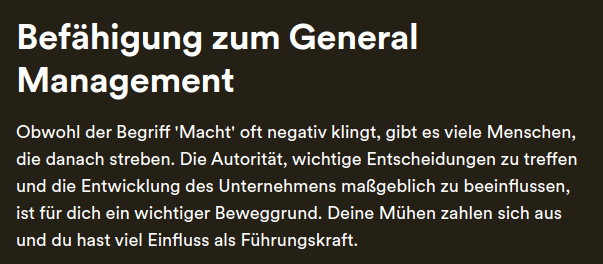 Befähigung zum General
Management
Obwohl der Begriff 'Macht' oft negativ klingt, gibt es viele Menschen,
die danach streben. Die Autorität, wichtige Entscheidungen zu treffen
und die Entwicklung des Unternehmens maßgeblich zu beeinflussen,
ist für dich ein wichtiger Beweggrund. Deine Mühen zahlen sich aus
und du hast viel Einfluss als Führungskraft.